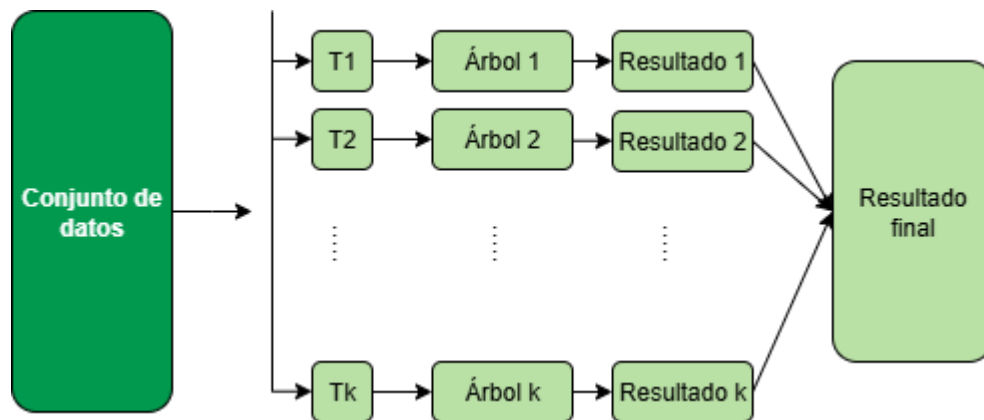 Conjunto de
datos
T1
Árbol 1
Resultado 1
T2
Árbol 2
Resultado 2
Tk
Árbol k
Resultado k
Resultado
final